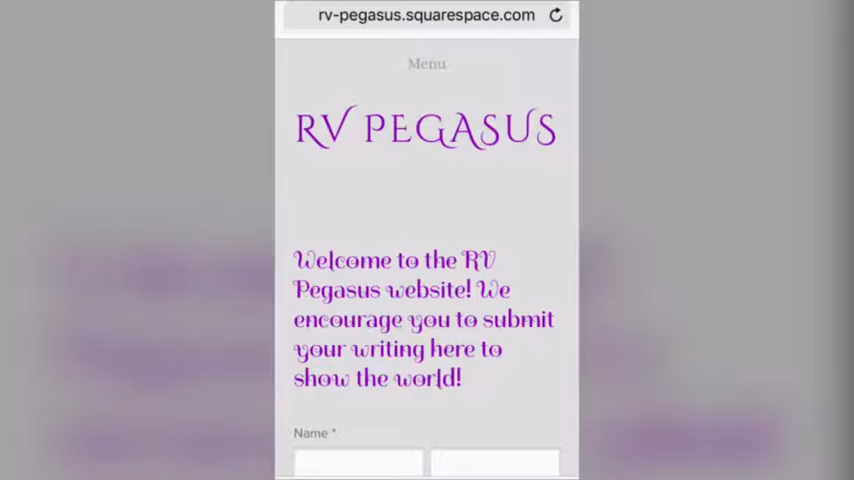 rv-pegasus.squarespace.com
Menu
RV PEGASUS
Welcome to the RV
Pegasus website! We
encourage you to submit
your writing here to
show the world!
Name *